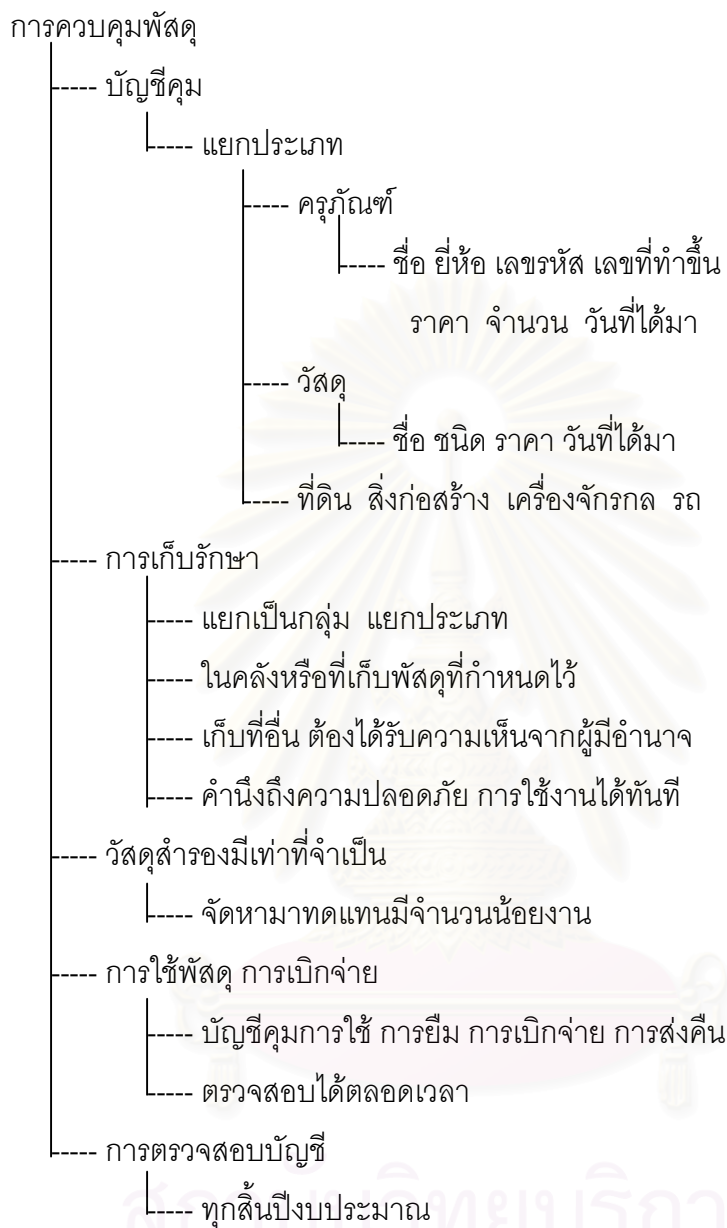 การควบคุมพัสดุ
----- บัญชีคุม
----- แยกประเภท
----- ครุภัณฑ์
----- ชื่อ ยี่ห้อ เลขรหัส เลขที่ทำขึ้น
ราคา จำนวน วันที่ได้มา
----- วัสดุ
----- ชื่อ ชนิด ราคา วันที่ได้มา
----- ที่ดิน สิ่งก่อสร้าง เครื่องจักรกล รถ
----- การเก็บรักษา
----- แยกเป็นกลุ่ม แยกประเภท
----- ในคลังหรือที่เก็บพัสดุที่กำหนดไว้
----- เก็บที่อื่น ต้องได้รับความเห็นจากผู้มีอำนาจ
----- คำนึงถึงความปลอดภัย การใช้งานได้ทันที
----- วัสดุสำรองมีเท่าที่จำเป็น
----- จัดหามาทดแทนมีจำนวนน้อยงาน
----- การใช้พัสดุ การเบิกจ่าย
----- บัญชีคุมการใช้ การยืม การเบิกจ่าย การส่งคืน
----- ตรวจสอบได้ตลอดเวลา
----- การตรวจสอบบัญชี
----- ทุกสิ้นปีงบประมาณ